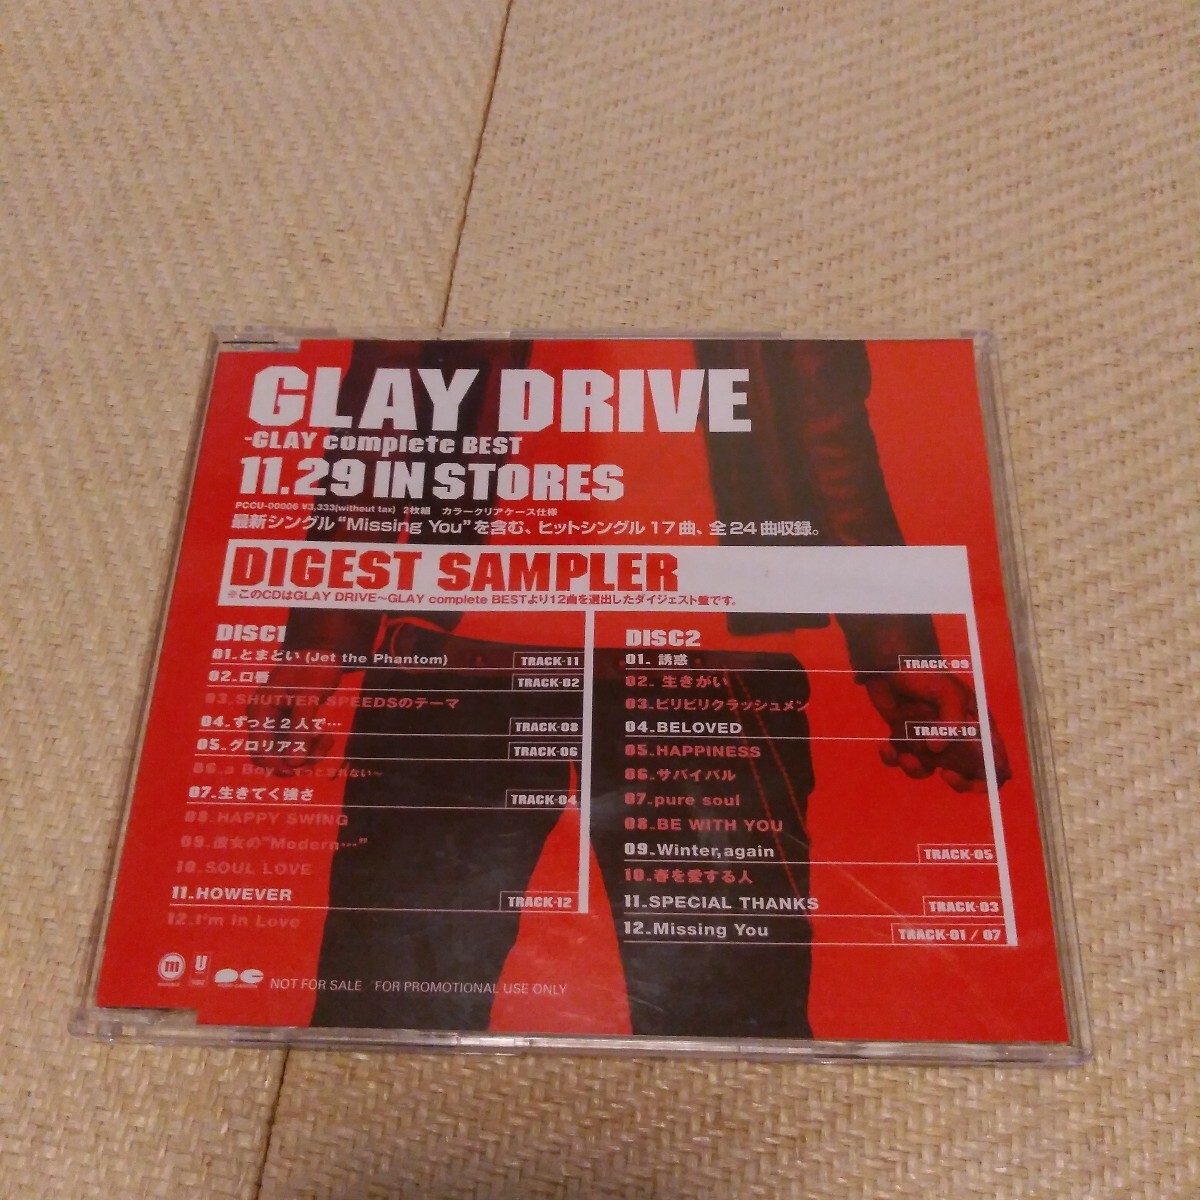 GLAY DRIVE
-GLAY complete BEST
11.29 IN STORES
PCCU-00006 ¥3,333(without tax) 2枚組 カラークリアケース仕様
最新シングル“Missing You”を含む、ヒットシングル17曲、全24曲収録。
DIGEST SAMPLER
※このCDはGLAY DRIVE～GLAY complete BESTより12曲を選出したダイジェスト盤です。
DISC1
01.とまどい (Jet the Phantom) TRACK-11
02.口唇 TRACK-02
03.SHUTTER SPEEDSのテーマ
04.ずっと2人で… TRACK-08
05.グロリアス TRACK-06
06.a Boy ～ずっと忘れない～
07.生きてく強さ TRACK-04
08.HAPPY SWING
09.彼女の“Modern…”
10.SOUL LOVE
11.HOWEVER TRACK-12
12.I'm in Love
DISC2
01. 誘惑 TRACK-09
02. 生きがい
03.ビリビリクラッシュメン
04.BELOVED TRACK-10
05.HAPPINESS
06.サバイバル
07.pure soul
08.BE WITH YOU
09.Winter,again TRACK-05
10.春を愛する人
11.SPECIAL THANKS TRACK-03
12.Missing You TRACK-01 / 07
m
U
NOT FOR SALE FOR PROMOTIONAL USE ONLY